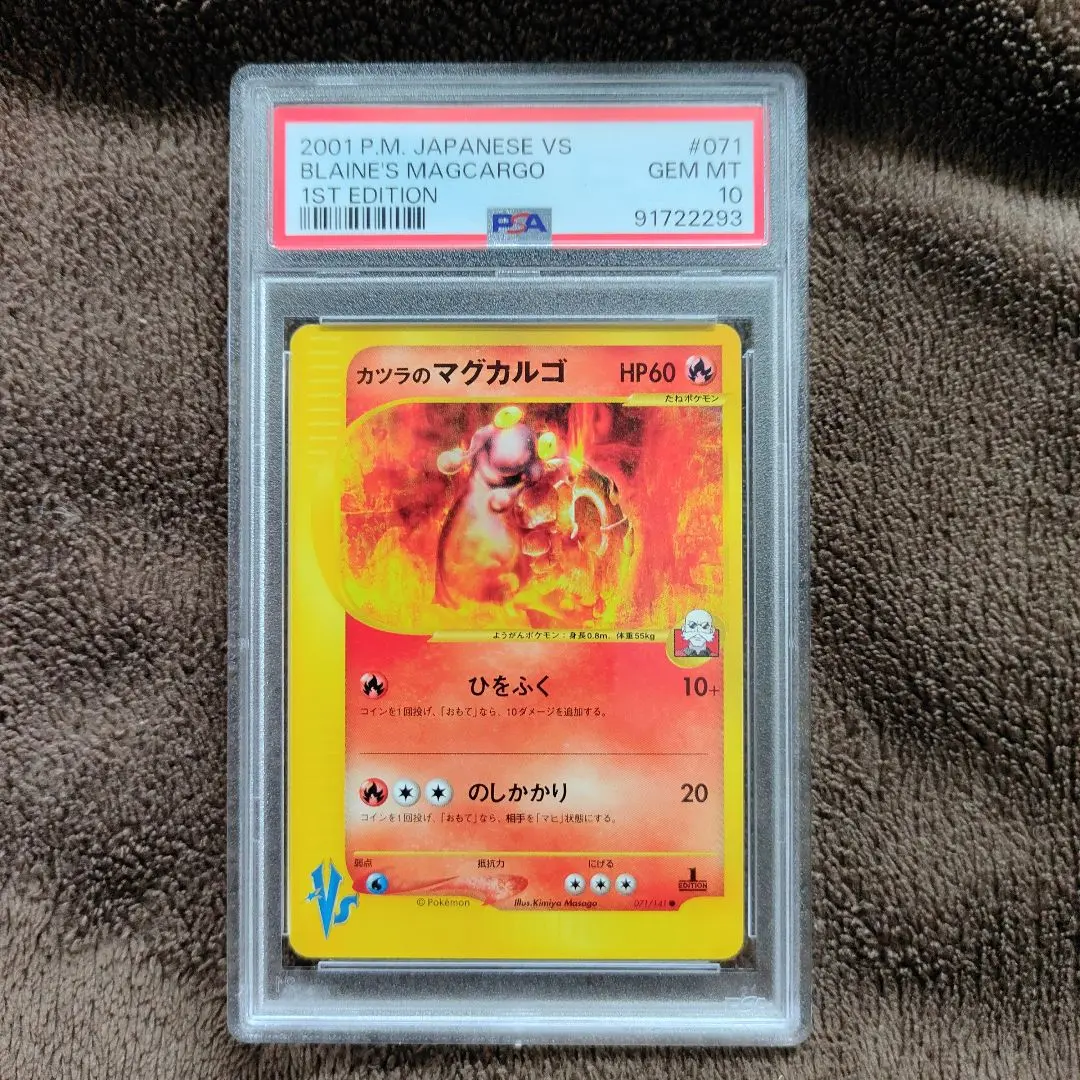 2001 P.M. JAPANESE VS #071
BLAINE'S MAGCARGO GEM MT
1ST EDITION 10
PSA 91722293
カツラのマグカルゴ HP60
たねポケモン
ようがんポケモン：身長0.8m、体重55kg
ひをふく 10+
コインを1回投げ、「おもて」なら、10ダメージを追加する。
のしかかり 20
コインを1回投げ、「おもて」なら、相手を「マヒ」状態にする。
弱点 抵抗力 にげる
1
EDITION
VS
©Pokémon Illus.Kimiya Masago 071/141●